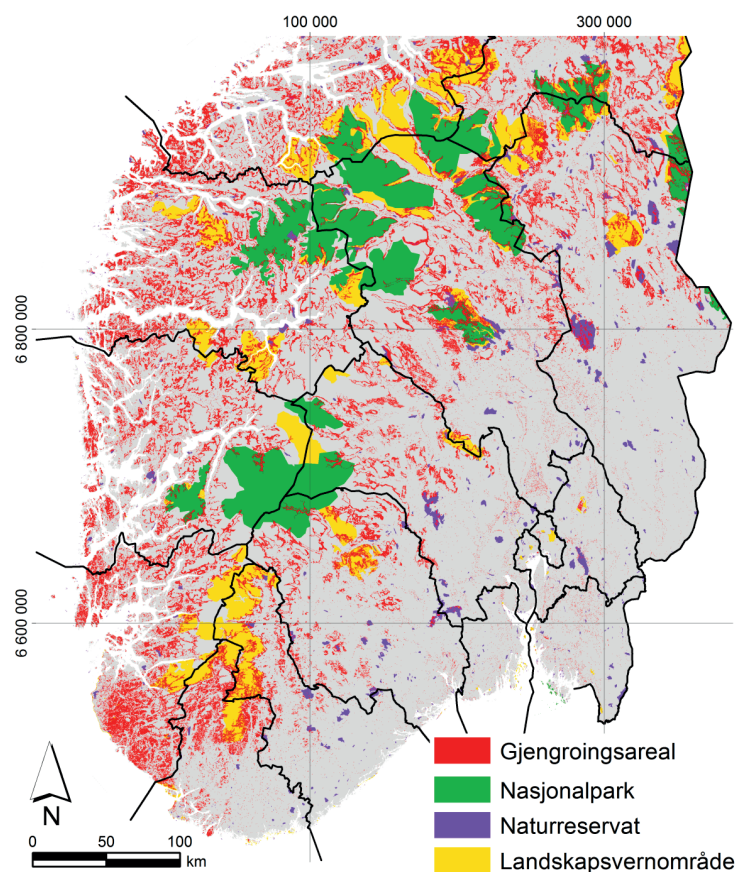 100 000
300 000
6 800 000
6 600 000
Gjengroingsareal
Nasjonalpark
Naturreservat
Landskapsvernområde
N
0 50 100
km